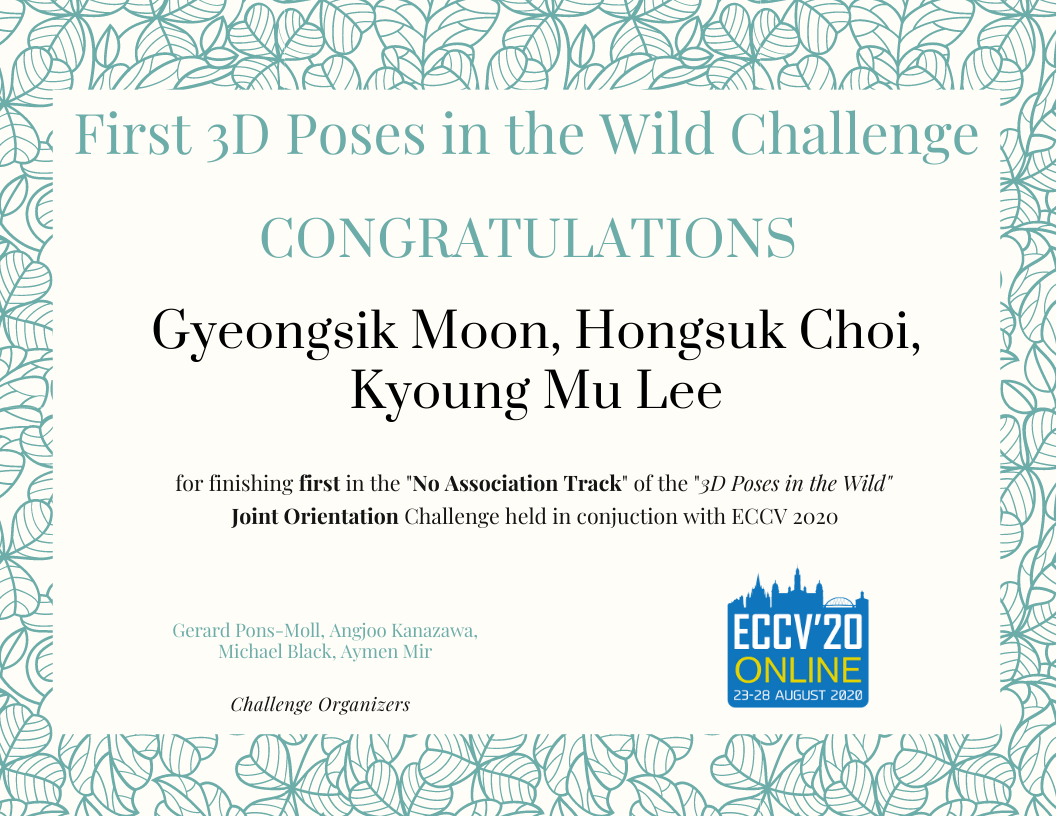 First 3D Poses in the Wild Challenge
CONGRATULATIONS
Gyeongsik Moon, Hongsuk Choi,
Kyoung Mu Lee
for finishing first in the "No Association Track" of the "3D Poses in the Wild"
Joint Orientation Challenge held in conjuction with ECCV 2020
Gerard Pons-Moll, Angjoo Kanazawa,
Michael Black, Aymen Mir
Challenge Organizers
ECCV'20
ONLINE
23-28 AUGUST 2020